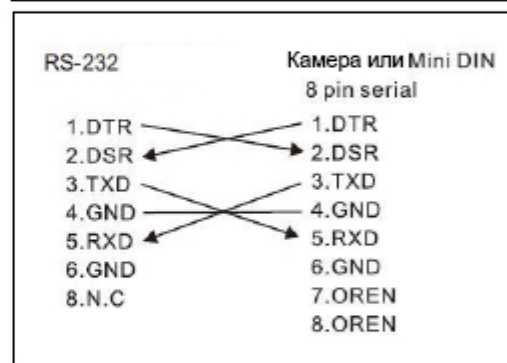 RS-232
1.DTR
2.DSR
3.TXD
4.GND
5.RXD
6.GND
8.N.C
Камера или Mini DIN
8 pin serial
1.DTR
2.DSR
3.TXD
4.GND
5.RXD
6.GND
7.OREN
8.OREN